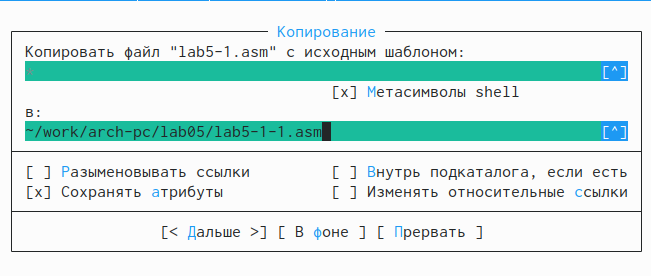 Копирование
Копировать файл "lab5-1.asm" с исходным шаблоном:
[^]
[x] Метасимволы shell
в:
~/work/arch-pc/lab05/lab5-1-1.asm [^]
[ ] Разыменовывать ссылки [ ] Внутрь подкаталога, если есть
[x] Сохранять атрибуты [ ] Изменять относительные ссылки
[< Дальше >] [ В фоне ] [ Прервать ]